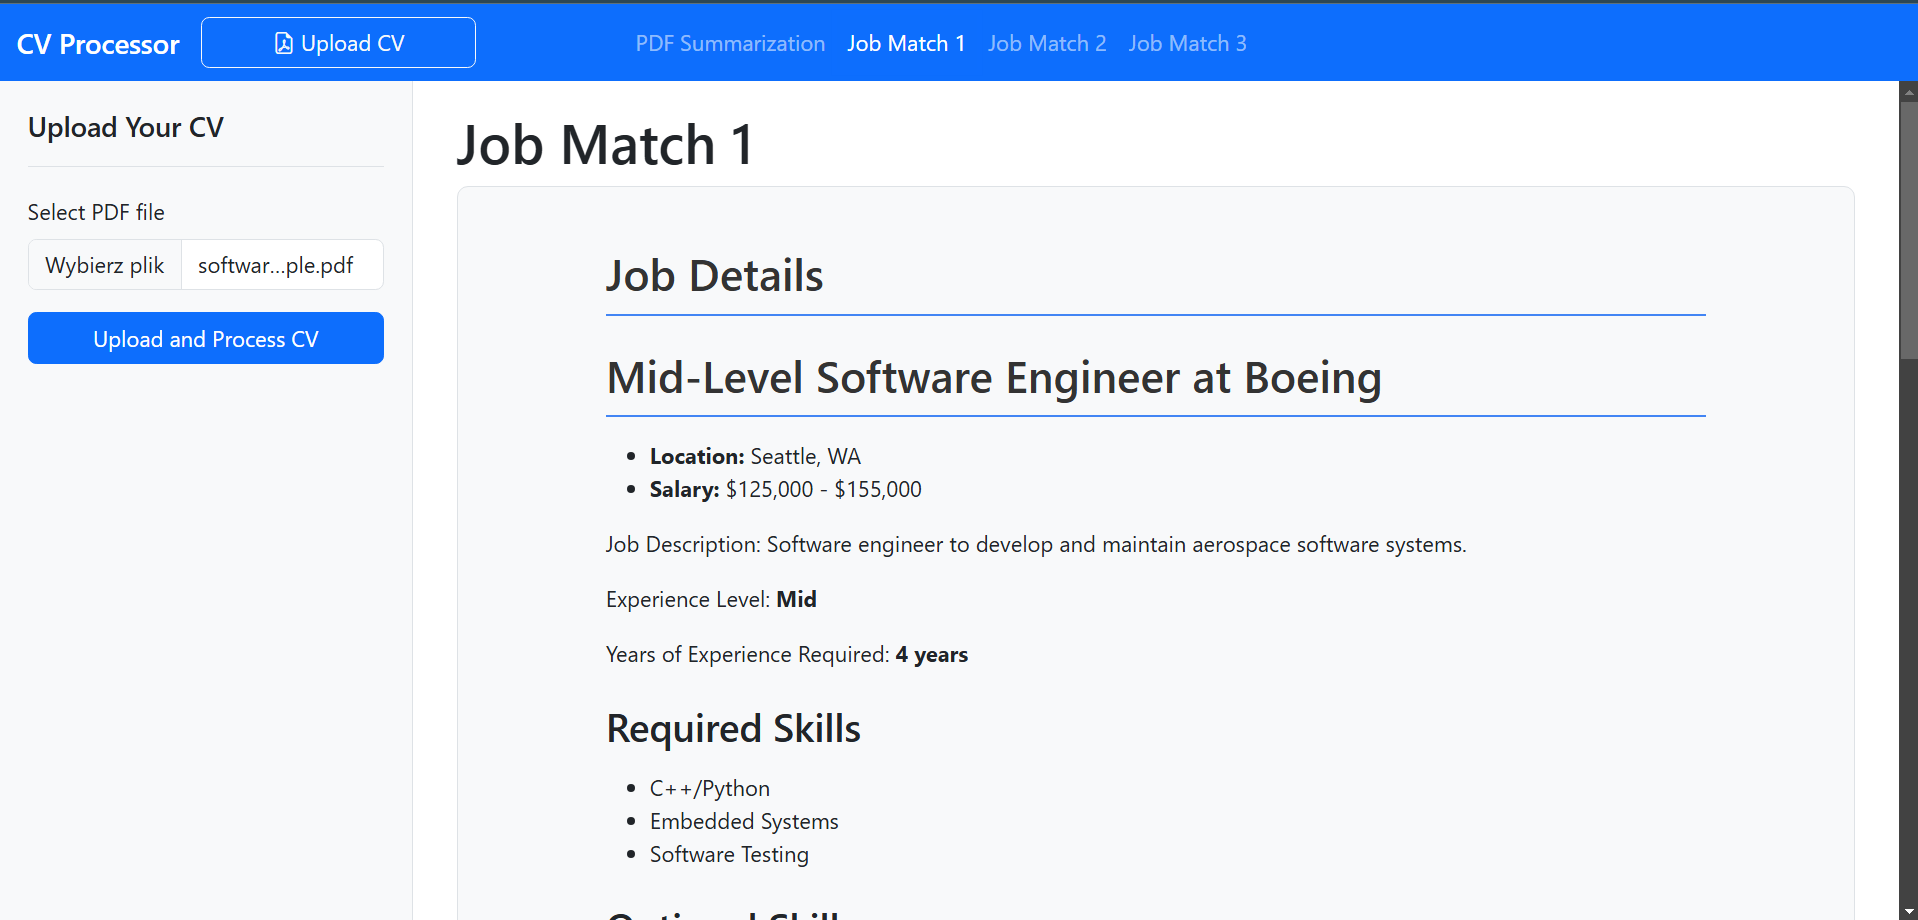 CV Processor
Upload CV
PDF Summarization
Job Match 1
Job Match 2
Job Match 3
Upload Your CV
Select PDF file
Wybierz plik
softwar...ple.pdf
Upload and Process CV
Job Match 1
Job Details
Mid-Level Software Engineer at Boeing
Location: Seattle, WA
Salary: $125,000 - $155,000
Job Description: Software engineer to develop and maintain aerospace software systems.
Experience Level: Mid
Years of Experience Required: 4 years
Required Skills
C++/Python
Embedded Systems
Software Testing